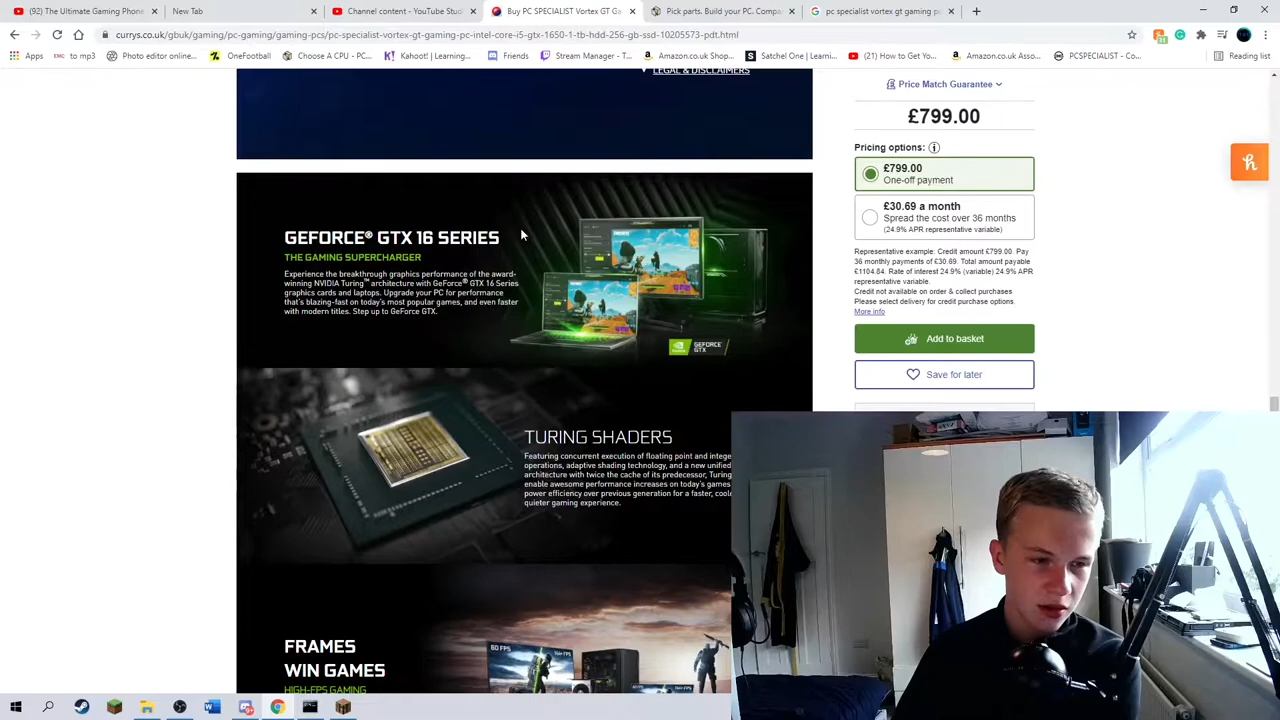 (22) The Ultimate Gaming Phone
New Tab
Channel content - YouTube Studi
Buy PC SPECIALIST Vortex GT Ga
Pick parts. Build your PC. Compa
pc specialist vortex gt gaming pc
currys.co.uk/gbuk/gaming/pc-gaming/gaming-pcs/pc-specialist-vortex-gt-gaming-pc-intel-core-i5-gtx-1650-1-tb-hdd-256-gb-ssd-10205573-pdt.html
Apps
EMC to mp3
Photo editor online...
OneFootball
Choose A CPU - PC...
Kahoot! | Learning...
Friends
Stream Manager - T...
Amazon.co.uk Shop...
Satchel One | Learn...
(21) How to Get Yo...
Amazon.co.uk Asso...
PCSPECIALIST - Co...
Reading list
LEGAL & DISCLAIMERS
GEFORCE® GTX 16 SERIES
THE GAMING SUPERCHARGER
Experience the breakthrough graphics performance of the award-
winning NVIDIA Turing™ architecture with GeForce® GTX 16 Series
graphics cards and laptops. Upgrade your PC for performance
that's blazing-fast on today's most popular games, and even faster
with modern titles. Step up to GeForce GTX.
GEFORCE
GTX
TURING SHADERS
Featuring concurrent execution of floating point and intege
operations, adaptive shading technology, and a new unified
architecture with twice the cache of its predecessor, Turing
enable awesome performance increases on today's games
power efficiency over previous generation for a faster, coole
quieter gaming experience.
FRAMES
WIN GAMES
HIGH-FPS GAMING
60 FPS
Price Match Guarantee
£799.00
Pricing options:
£799.00
One-off payment
£30.69 a month
Spread the cost over 36 months
(24.9% APR representative variable)
Representative example: Credit amount £799.00. Pay
36 monthly payments of £30.69. Total amount payable
£1104.84. Rate of interest 24.9% (variable) 24.9% APR
representative variable.
Credit not available on order & collect purchases.
Please select delivery for credit purchase options.
More info
Add to basket
Save for later